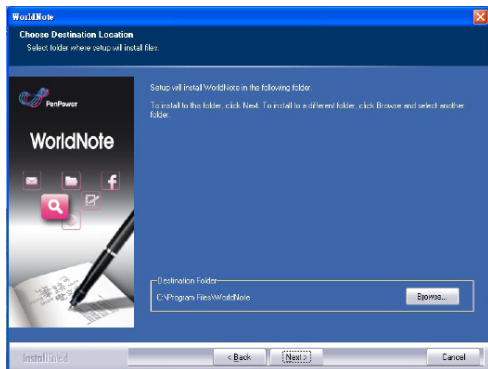 WorldNote
Choose Destination Location
Select folder where setup will install files.
Setup will install WorldNote in the following folder.
To install to this folder, click Next. To install to a different folder, click Browse and select another
folder.
PenPower
WorldNote
Destination Folder
C:\Program Files\WorldNote
Browse...
InstallShield
< Back
Next >
Cancel